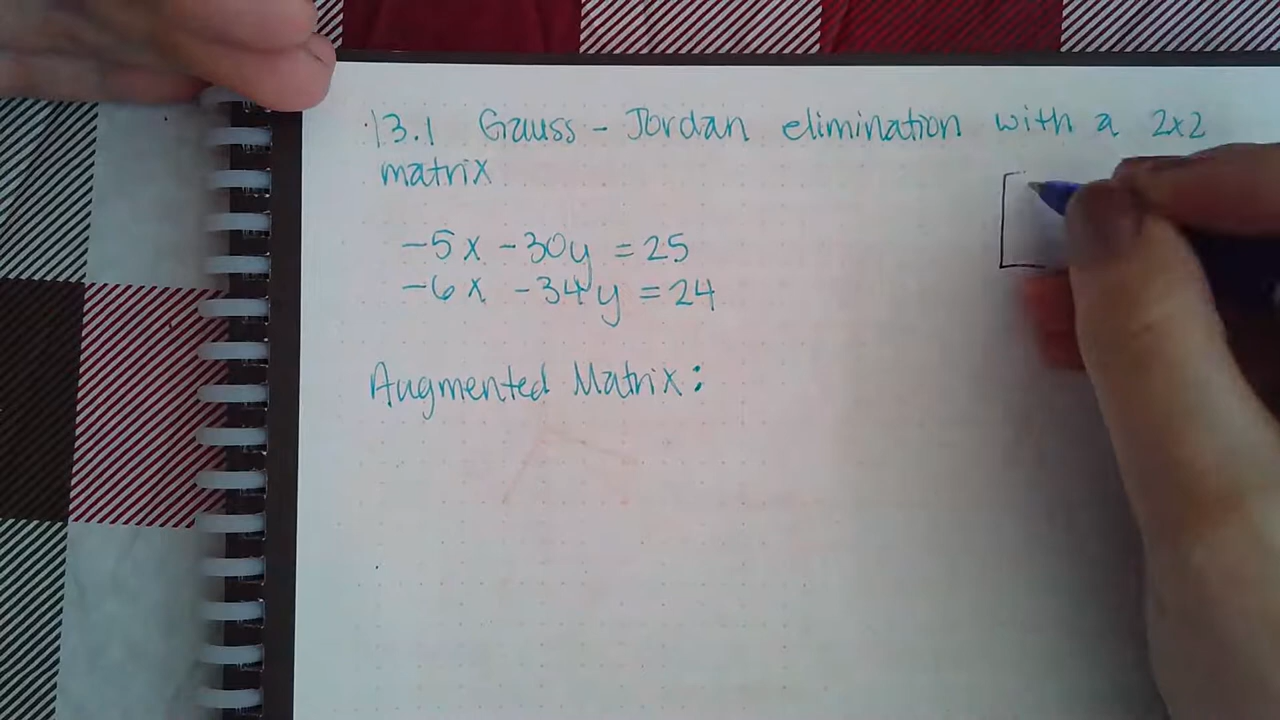 13.1 Gauss - Jordan elimination with a 2x2
matrix
-5x -30y = 25
-6x -34y = 24
Augmented Matrix: